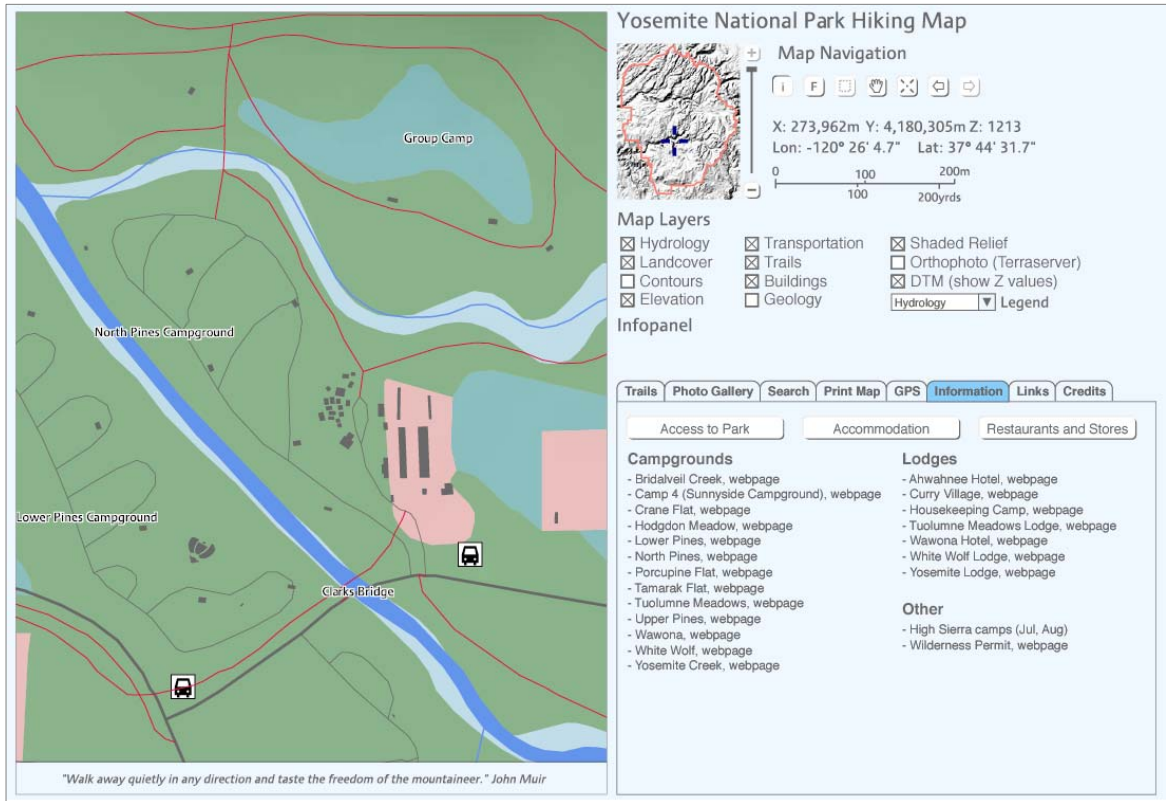 Yosemite National Park Hiking Map
Map Navigation
+
i
F
X: 273,962m Y: 4,180,305m Z: 1213
Lon: -120° 26' 4.7" Lat: 37° 44' 31.7"
0 100 200m
100 200yrds
Map Layers
Hydrology Transportation Shaded Relief
Landcover Trails Orthophoto (Terraserver)
Contours Buildings DTM (show Z values)
Elevation Geology Hydrology Legend
Infopanel
Trails Photo Gallery Search Print Map GPS Information Links Credits
Access to Park Accommodation Restaurants and Stores
Campgrounds
- Bridalveil Creek, webpage
- Camp 4 (Sunnyside Campground), webpage
- Crane Flat, webpage
- Hodgdon Meadow, webpage
- Lower Pines, webpage
- North Pines, webpage
- Porcupine Flat, webpage
- Tamarak Flat, webpage
- Tuolumne Meadows, webpage
- Upper Pines, webpage
- Wawona, webpage
- White Wolf, webpage
- Yosemite Creek, webpage
Lodges
- Ahwahnee Hotel, webpage
- Curry Village, webpage
- Housekeeping Camp, webpage
- Tuolumne Meadows Lodge, webpage
- Wawona Hotel, webpage
- White Wolf Lodge, webpage
- Yosemite Lodge, webpage
Other
- High Sierra camps (Jul, Aug)
- Wilderness Permit, webpage
Group Camp
North Pines Campground
Lower Pines Campground
Clarks Bridge
"Walk away quietly in any direction and taste the freedom of the mountaineer." John Muir